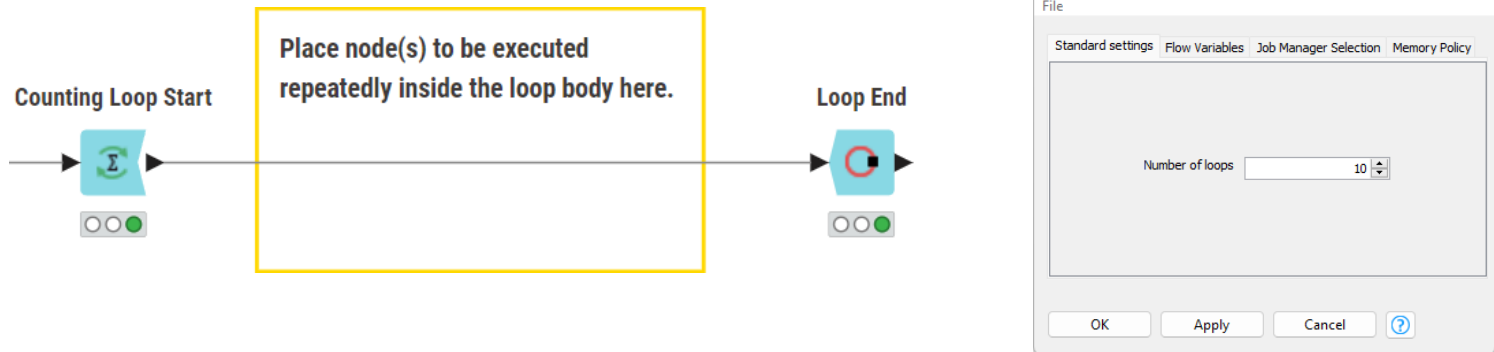 Place node(s) to be executed
repeatedly inside the loop body here.
Counting Loop Start
Loop End
File
Standard settings Flow Variables Job Manager Selection Memory Policy
Number of loops 10
OK Apply Cancel ?